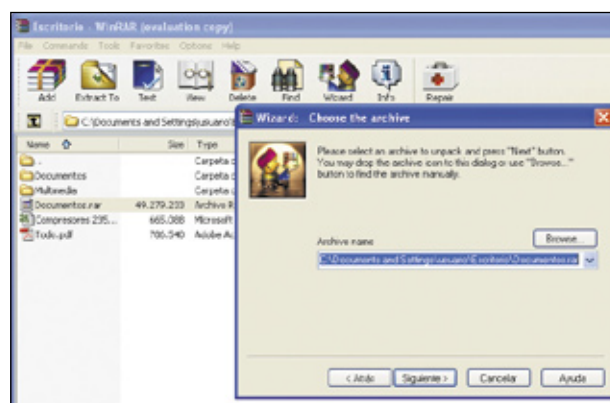 Escritorio - WinRAR (evaluation copy)
File Commands Tools Favorites Options Help
Add Extract To Test View Delete Find Wizard Info Repair
C:\Documents and Settings\usuario\
Name Size Type
. Carpeta
Documentos Carpeta
Multimedia Carpeta
Documentos.rar 49.279.233 Archivo R
Compresores 235... 665.088 Microsoft
Todo.pdf 706.540 Adobe Ac
Wizard: Choose the archive
Please select an archive to unpack and press "Next" button.
You may drop the archive icon to this dialog or use "Browse..."
button to find the archive manually.
Archive name
Browse...
C:\Documents and Settings\usuario\Escritorio\Documentos.rar
< Atrás Siguiente > Cancelar Ayuda